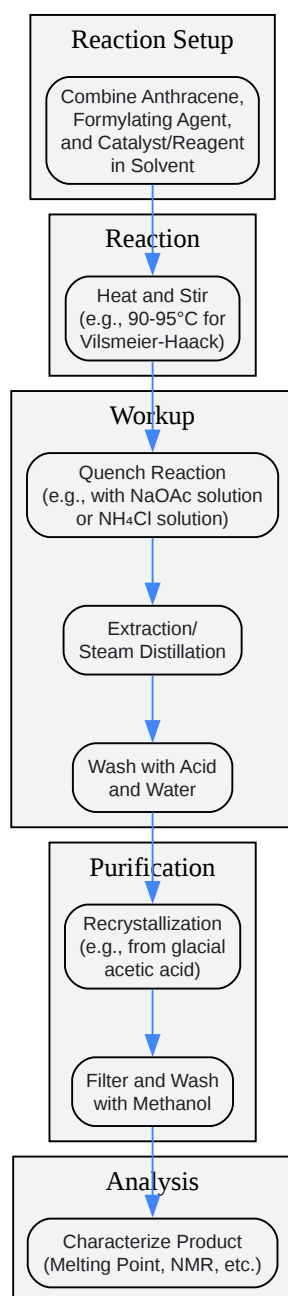 Reaction Setup
Combine Anthracene,
Formylating Agent,
and Catalyst/Reagent
in Solvent
Reaction
Heat and Stir
(e.g., 90-95°C for
Vilsmeier-Haack)
Workup
Quench Reaction
(e.g., with NaOAc solution
or NH₄Cl solution)
Extraction/
Steam Distillation
Wash with Acid
and Water
Purification
Recrystallization
(e.g., from glacial
acetic acid)
Filter and Wash
with Methanol
Analysis
Characterize Product
(Melting Point, NMR, etc.)